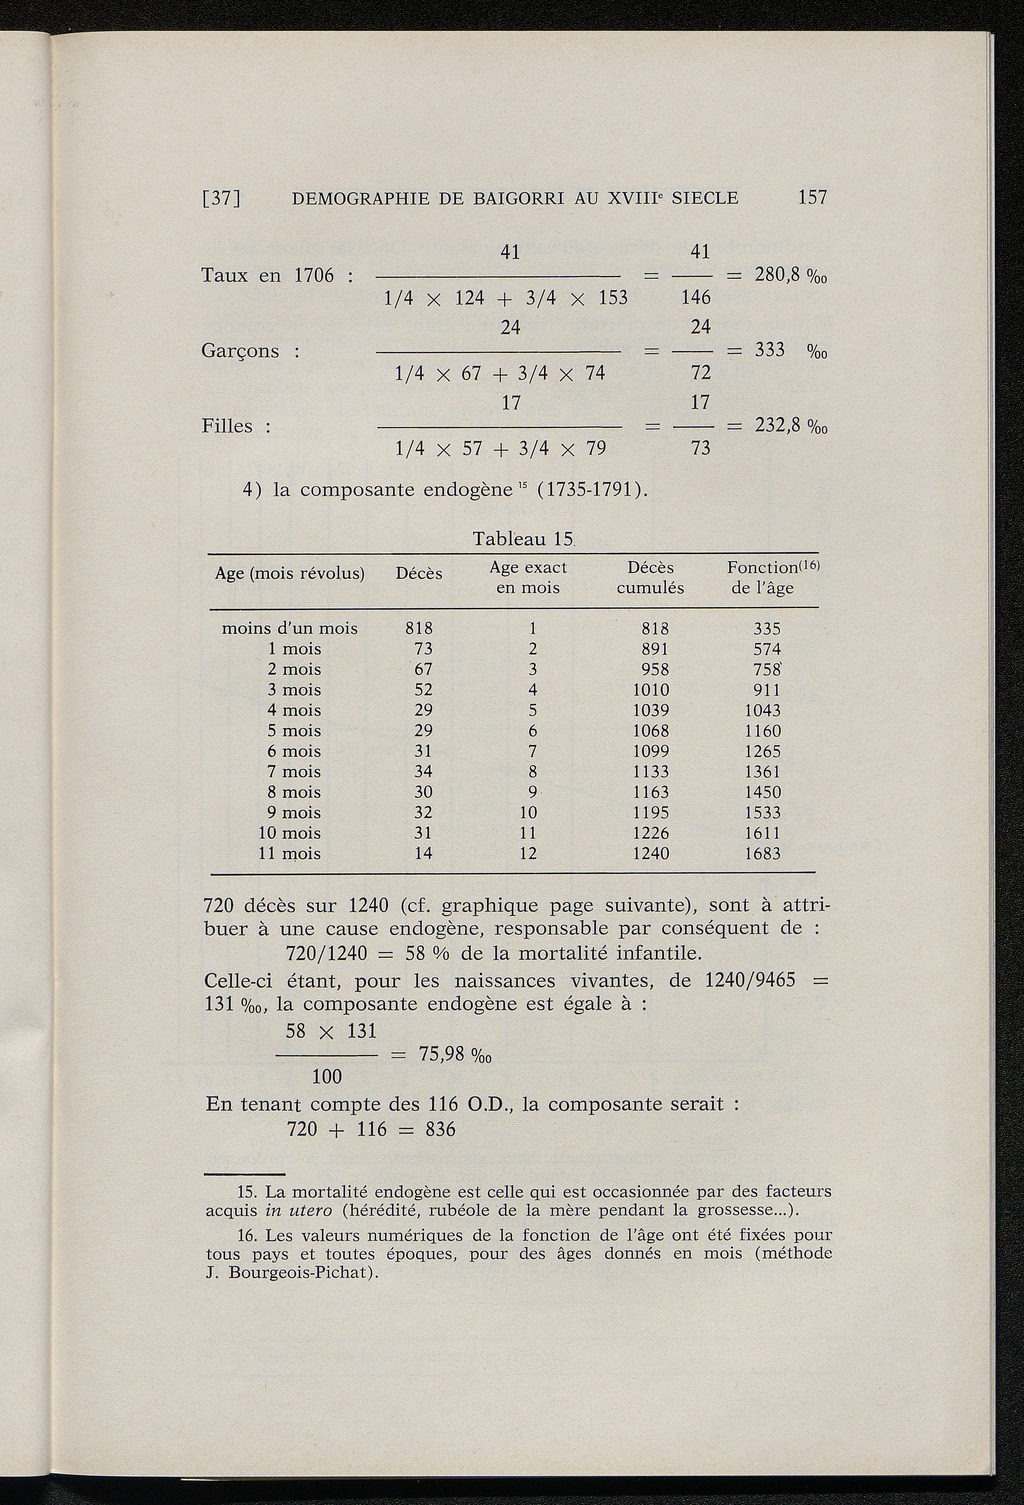 [37] DEMOGRAPHIE DE BAIGORRI AU XVIIIe SIECLE 157
41 41
Taux en 1706 : ———— = —— = 280,8 ‰
1/4 × 124 + 3/4 × 153 146
24 24
Garçons : ———— = —— = 333 ‰
1/4 × 67 + 3/4 × 74 72
17 17
Filles : ———— = —— = 232,8 ‰
1/4 × 57 + 3/4 × 79 73
4) la composante endogène 15 (1735-1791).
Tableau 15.
Age (mois révolus) Décès Age exact en mois Décès cumulés Fonction(16) de l'âge
moins d'un mois 818 1 818 335
1 mois 73 2 891 574
2 mois 67 3 958 758
3 mois 52 4 1010 911
4 mois 29 5 1039 1043
5 mois 29 6 1068 1160
6 mois 31 7 1099 1265
7 mois 34 8 1133 1361
8 mois 30 9 1163 1450
9 mois 32 10 1195 1533
10 mois 31 11 1226 1611
11 mois 14 12 1240 1683
720 décès sur 1240 (cf. graphique page suivante), sont à attri-
buer à une cause endogène, responsable par conséquent de :
720/1240 = 58 % de la mortalité infantile.
Celle-ci étant, pour les naissances vivantes, de 1240/9465 =
131 ‰, la composante endogène est égale à :
58 × 131
———— = 75,98 ‰
100
En tenant compte des 116 O.D., la composante serait :
720 + 116 = 836
15. La mortalité endogène est celle qui est occasionnée par des facteurs
acquis in utero (hérédité, rubéole de la mère pendant la grossesse...).
16. Les valeurs numériques de la fonction de l'âge ont été fixées pour
tous pays et toutes époques, pour des âges donnés en mois (méthode
J. Bourgeois-Pichat).